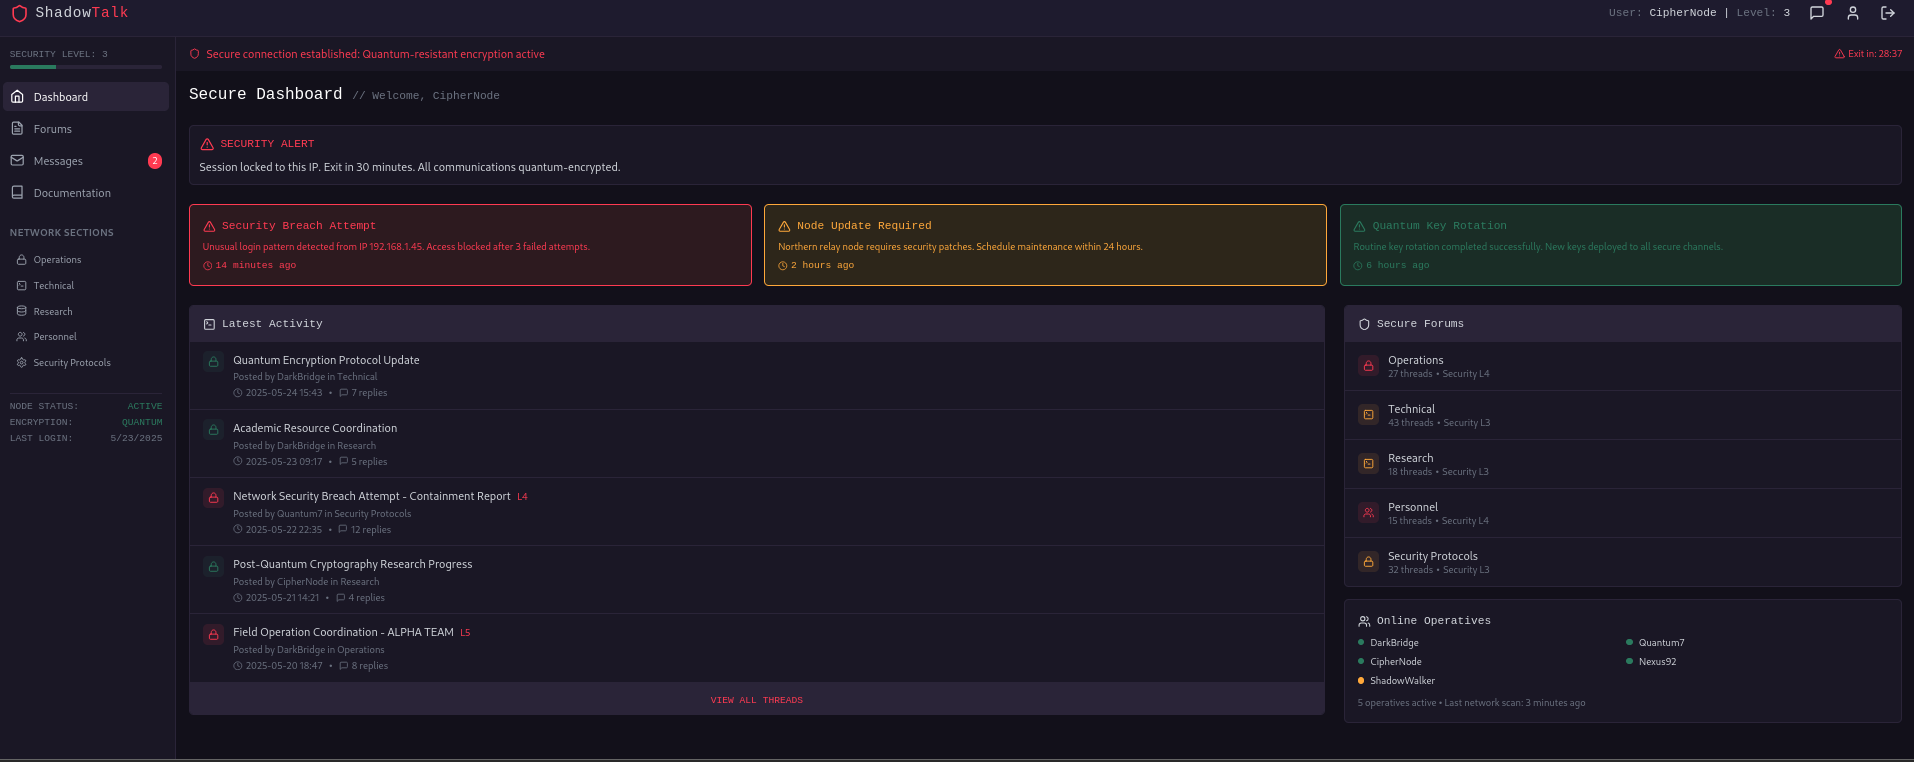 ShadowTalk
User: CipherNode | Level: 3
SECURITY LEVEL: 3
Dashboard
Forums
Messages 2
Documentation
NETWORK SECTIONS
Operations
Technical
Research
Personnel
Security Protocols
NODE STATUS: ACTIVE
ENCRYPTION: QUANTUM
LAST LOGIN: 5/23/2025
Secure connection established: Quantum-resistant encryption active
Exit in: 28:37
Secure Dashboard // Welcome, CipherNode
SECURITY ALERT
Session locked to this IP. Exit in 30 minutes. All communications quantum-encrypted.
Security Breach Attempt
Unusual login pattern detected from IP 192.168.1.45. Access blocked after 3 failed attempts.
14 minutes ago
Node Update Required
Northern relay node requires security patches. Schedule maintenance within 24 hours.
2 hours ago
Quantum Key Rotation
Routine key rotation completed successfully. New keys deployed to all secure channels.
6 hours ago
Latest Activity
Quantum Encryption Protocol Update
Posted by DarkBridge in Technical
2025-05-24 15:43 • 7 replies
Academic Resource Coordination
Posted by DarkBridge in Research
2025-05-23 09:17 • 5 replies
Network Security Breach Attempt - Containment Report L4
Posted by Quantum7 in Security Protocols
2025-05-22 22:35 • 12 replies
Post-Quantum Cryptography Research Progress
Posted by CipherNode in Research
2025-05-21 14:21 • 4 replies
Field Operation Coordination - ALPHA TEAM L5
Posted by DarkBridge in Operations
2025-05-20 18:47 • 8 replies
VIEW ALL THREADS
Secure Forums
Operations
27 threads • Security L4
Technical
43 threads • Security L3
Research
18 threads • Security L3
Personnel
15 threads • Security L4
Security Protocols
32 threads • Security L3
Online Operatives
DarkBridge
Quantum7
CipherNode
Nexus92
ShadowWalker
5 operatives active • Last network scan: 3 minutes ago